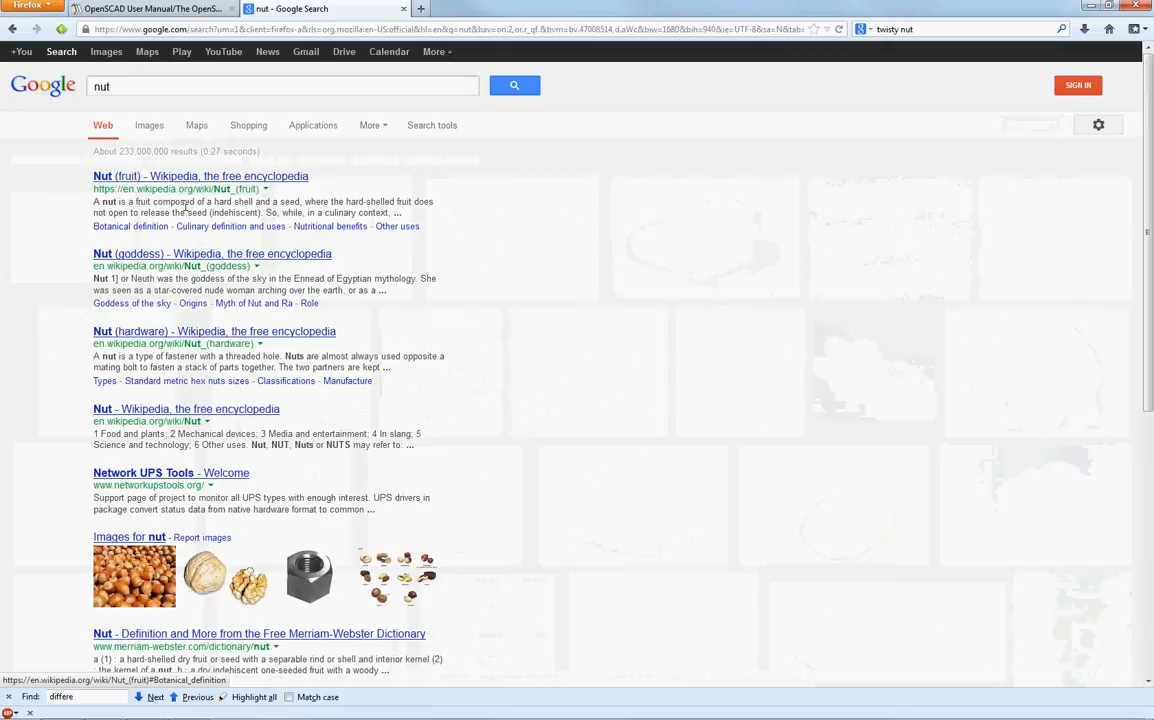 Firefox
OpenSCAD User Manual/The OpenS...
nut - Google Search
https://www.google.com/search?um=1&client=firefox-a&rls=org.mozilla:en-US:official&hl=en&q=nut&bav=on.2,or.r_qf.&bvm=bv.47008514,d.aWc&biw=1680&bih=940&ie=UTF-8&sa=N&tab=
twisty nut
+You Search Images Maps Play YouTube News Gmail Drive Calendar More
Google
nut
SIGN IN
Web Images Maps Shopping Applications More Search tools
About 233,000,000 results (0.27 seconds)
Nut (fruit) - Wikipedia, the free encyclopedia
https://en.wikipedia.org/wiki/Nut_(fruit)
A nut is a fruit composed of a hard shell and a seed, where the hard-shelled fruit does
not open to release the seed (indehiscent). So, while, in a culinary context, ...
Botanical definition - Culinary definition and uses - Nutritional benefits - Other uses
Nut (goddess) - Wikipedia, the free encyclopedia
en.wikipedia.org/wiki/Nut_(goddess)
Nut 1] or Neuth was the goddess of the sky in the Ennead of Egyptian mythology. She
was seen as a star-covered nude woman arching over the earth, or as a ...
Goddess of the sky - Origins - Myth of Nut and Ra - Role
Nut (hardware) - Wikipedia, the free encyclopedia
en.wikipedia.org/wiki/Nut_(hardware)
A nut is a type of fastener with a threaded hole. Nuts are almost always used opposite a
mating bolt to fasten a stack of parts together. The two partners are kept ...
Types - Standard metric hex nuts sizes - Classifications - Manufacture
Nut - Wikipedia, the free encyclopedia
en.wikipedia.org/wiki/Nut
1 Food and plants; 2 Mechanical devices; 3 Media and entertainment; 4 In slang; 5
Science and technology; 6 Other uses. Nut, NUT, Nuts or NUTS may refer to: ...
Network UPS Tools - Welcome
www.networkupstools.org/
Support page of project to monitor all UPS types with enough interest. UPS drivers in
package convert status data from native hardware format to common ...
Images for nut - Report images
Nut - Definition and More from the Free Merriam-Webster Dictionary
www.merriam-webster.com/dictionary/nut
a (1) : a hard-shelled dry fruit or seed with a separable rind or shell and interior kernel (2)
: the kernel of a nut. b : a dry indehiscent one-seeded fruit with a woody ...
https://en.wikipedia.org/wiki/Nut_(fruit)#Botanical_definition
Find: differe Next Previous Highlight all Match case